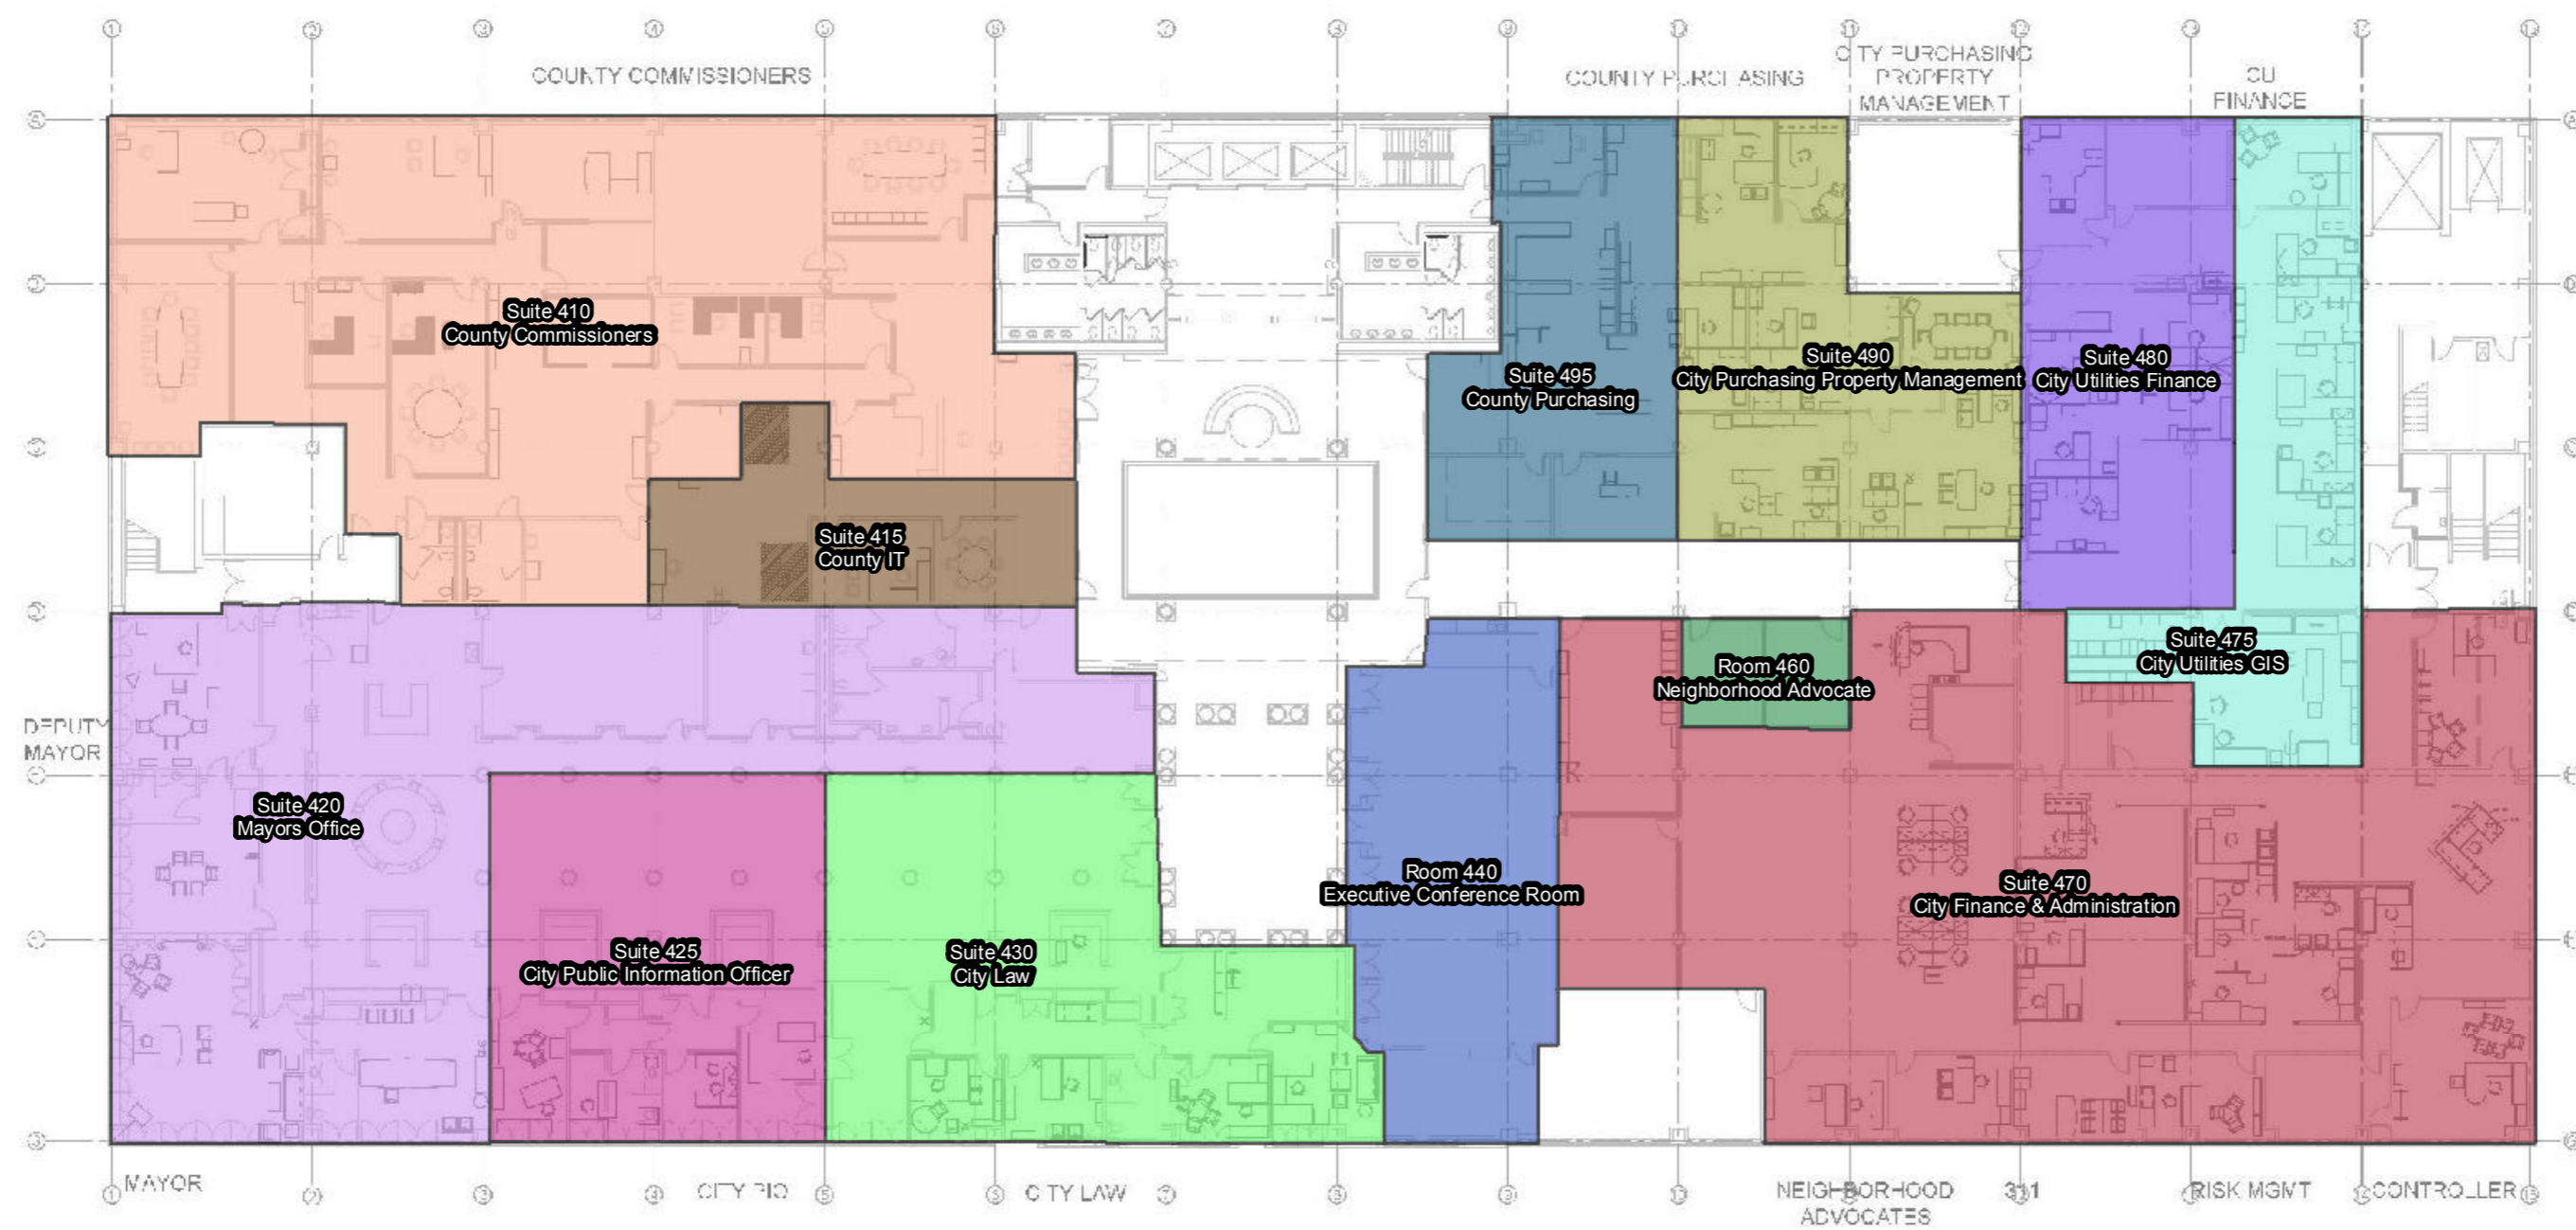 COUNTY COMMISSIONERS
COUNTY PURCHASING
CITY PURCHASING
PROPERTY
MANAGEMENT
CU
FINANCE
Suite 410
County Commissioners
Suite 415
County IT
Suite 495
County Purchasing
Suite 490
City Purchasing Property Management
Suite 480
City Utilities Finance
Suite 475
City Utilities GIS
Room 460
Neighborhood Advocate
DEPUTY
MAYOR
Suite 420
Mayors Office
Suite 425
City Public Information Officer
Suite 430
City Law
Room 440
Executive Conference Room
Suite 470
City Finance & Administration
MAYOR
CITY PIO
CITY LAW
NEIGHBORHOOD
ADVOCATES
311
RISK MGMT
CONTROLLER